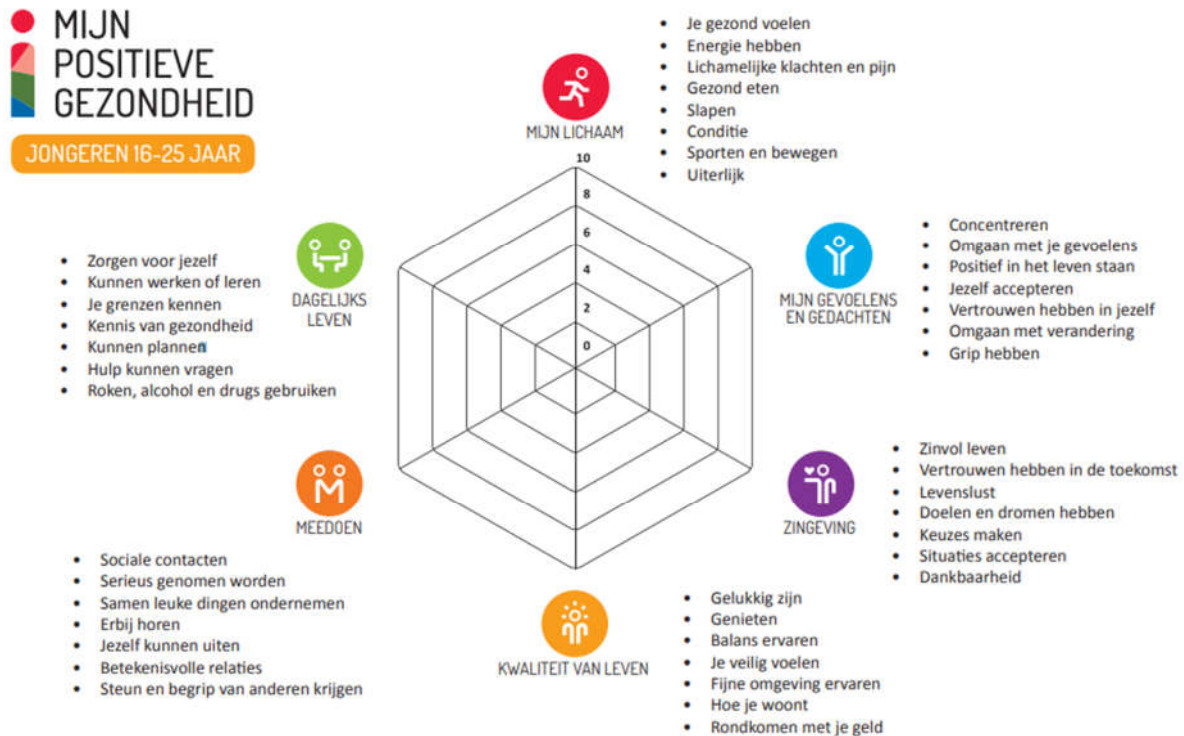 MIJN
POSITIEVE
GEZONDHEID
JONGEREN 16-25 JAAR
MIJN LICHAAM
• Je gezond voelen
• Energie hebben
• Lichamelijke klachten en pijn
• Gezond eten
• Slapen
• Conditie
• Sporten en bewegen
• Uiterlijk
10
8
6
4
2
0
MIJN GEVOELENS
EN GEDACHTEN
• Concentreren
• Omgaan met je gevoelens
• Positief in het leven staan
• Jezelf accepteren
• Vertrouwen hebben in jezelf
• Omgaan met verandering
• Grip hebben
ZINGEVING
• Zinvol leven
• Vertrouwen hebben in de toekomst
• Levenslust
• Doelen en dromen hebben
• Keuzes maken
• Situaties accepteren
• Dankbaarheid
KWALITEIT VAN LEVEN
• Gelukkig zijn
• Genieten
• Balans ervaren
• Je veilig voelen
• Fijne omgeving ervaren
• Hoe je woont
• Rondkomen met je geld
MEEDOEN
• Sociale contacten
• Serieus genomen worden
• Samen leuke dingen ondernemen
• Erbij horen
• Jezelf kunnen uiten
• Betekenisvolle relaties
• Steun en begrip van anderen krijgen
DAGELIJKS
LEVEN
• Zorgen voor jezelf
• Kunnen werken of leren
• Je grenzen kennen
• Kennis van gezondheid
• Kunnen plannen
• Hulp kunnen vragen
• Roken, alcohol en drugs gebruiken